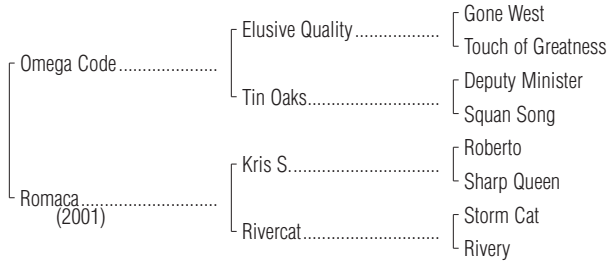 Gone West
Elusive Quality
Touch of Greatness
Omega Code
Deputy Minister
Tin Oaks
Squan Song
Roberto
Kris S.
Sharp Queen
Romaca
(2001)
Storm Cat
Rivercat
Rivery